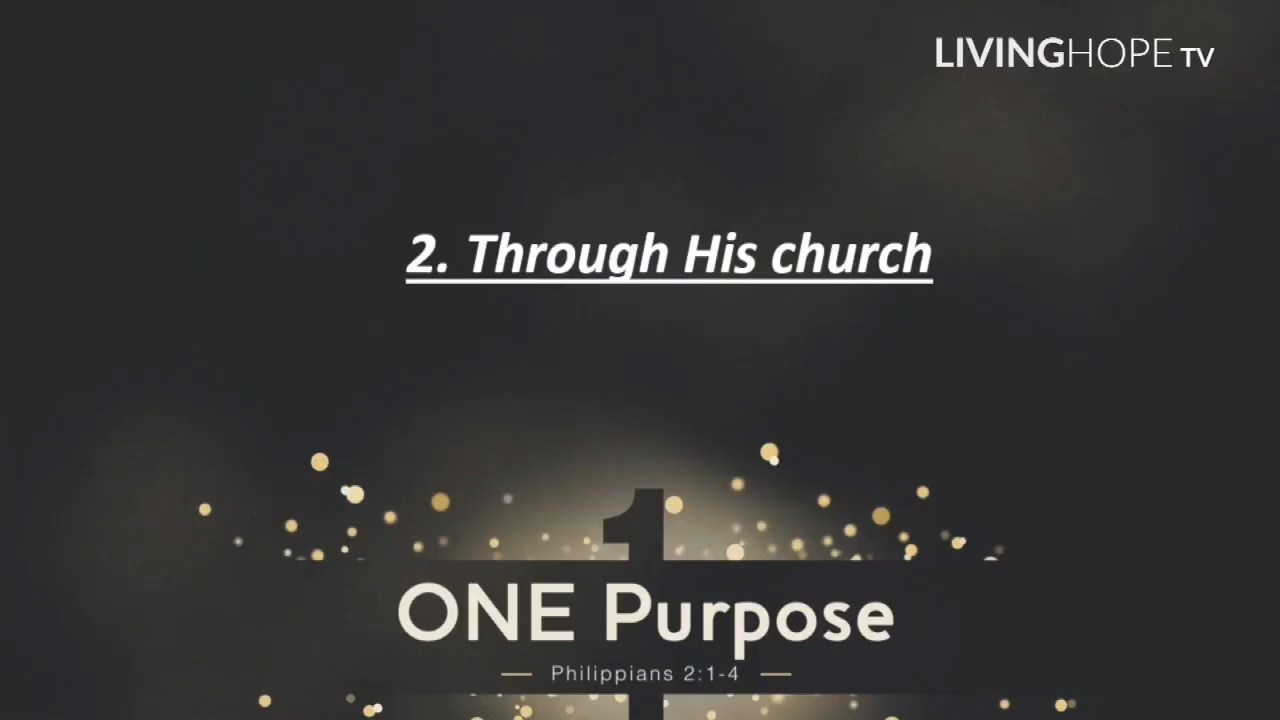 LIVINGHOPE TV
2. Through His church
1
ONE Purpose
Philippians 2:1-4